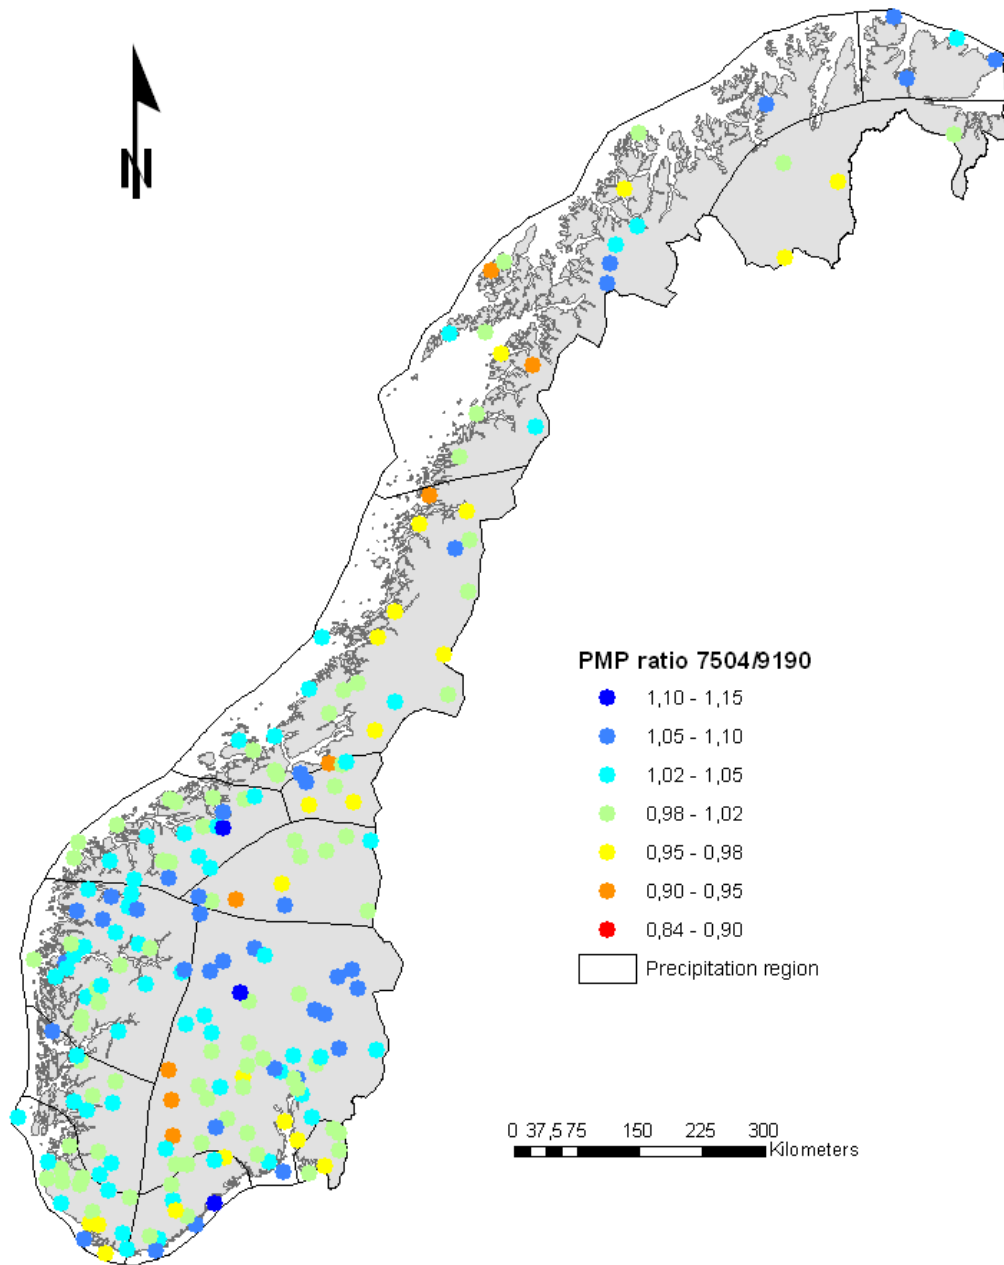 N
PMP ratio 7504/9190
1,10 - 1,15
1,05 - 1,10
1,02 - 1,05
0,98 - 1,02
0,95 - 0,98
0,90 - 0,95
0,84 - 0,90
Precipitation region
0 37,5 75 150 225 300
Kilometers